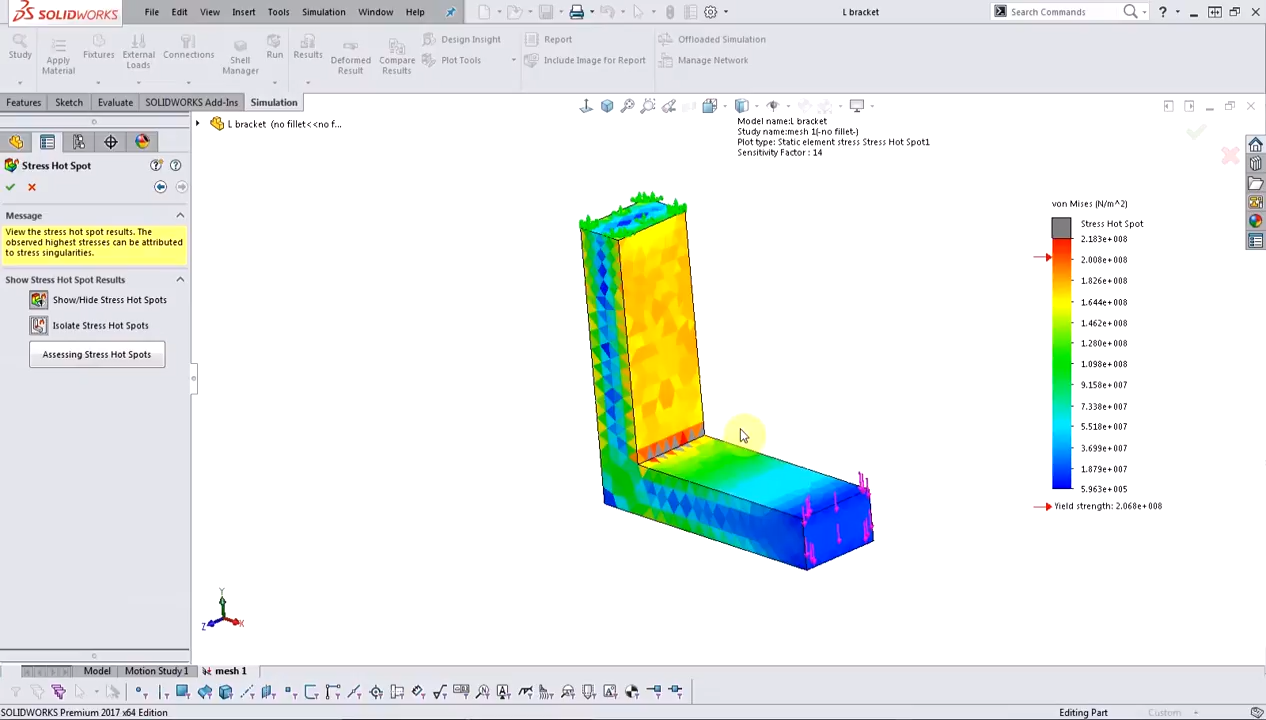 SOLIDWORKS
File Edit View Insert Tools Simulation Window Help
L bracket
Search Commands
?
Study
Apply Material
Fixtures
External Loads
Connections
Shell Manager
Run
Results
Deformed Result
Compare Results
Design Insight
Plot Tools
Report
Include Image for Report
Offloaded Simulation
Manage Network
Features Sketch Evaluate SOLIDWORKS Add-Ins Simulation
L bracket (no fillet<<no f...
Model name:L bracket
Study name:mesh 1(-no fillet-)
Plot type: Static element stress Stress Hot Spot1
Sensitivity Factor : 14
Stress Hot Spot
Message
View the stress hot spot results. The
observed highest stresses can be attributed
to stress singularities.
Show Stress Hot Spot Results
Show/Hide Stress Hot Spots
Isolate Stress Hot Spots
Assessing Stress Hot Spots
von Mises (N/m^2)
Stress Hot Spot
2.183e+008
2.008e+008
1.826e+008
1.644e+008
1.462e+008
1.280e+008
1.098e+008
9.158e+007
7.338e+007
5.518e+007
3.699e+007
1.879e+007
5.963e+005
Yield strength: 2.068e+008
Y
Z
X
Model Motion Study 1 mesh 1
SOLIDWORKS Premium 2017 x64 Edition
Editing Part
Custom